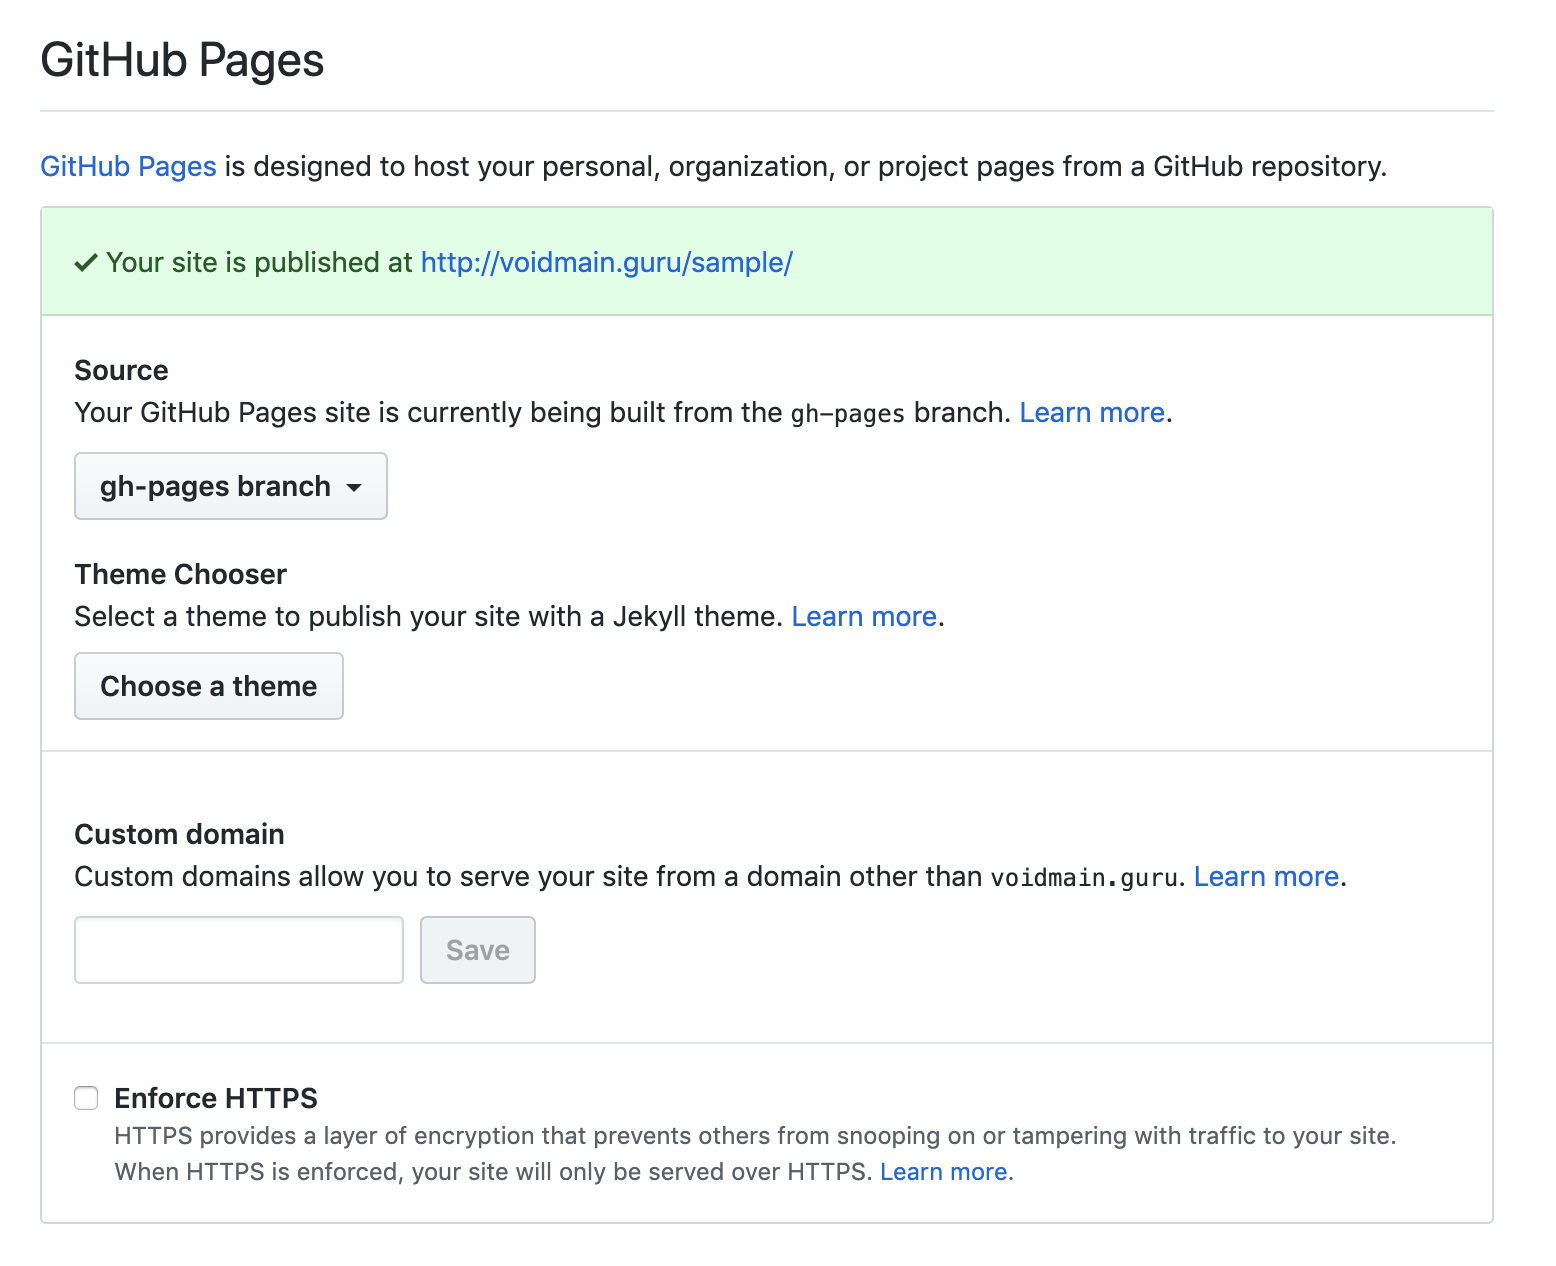 GitHub Pages
GitHub Pages is designed to host your personal, organization, or project pages from a GitHub repository.
Your site is published at http://voidmain.guru/sample/
Source
Your GitHub Pages site is currently being built from the gh-pages branch. Learn more.
gh-pages branch
Theme Chooser
Select a theme to publish your site with a Jekyll theme. Learn more.
Choose a theme
Custom domain
Custom domains allow you to serve your site from a domain other than voidmain.guru. Learn more.
Save
Enforce HTTPS
HTTPS provides a layer of encryption that prevents others from snooping on or tampering with traffic to your site.
When HTTPS is enforced, your site will only be served over HTTPS. Learn more.